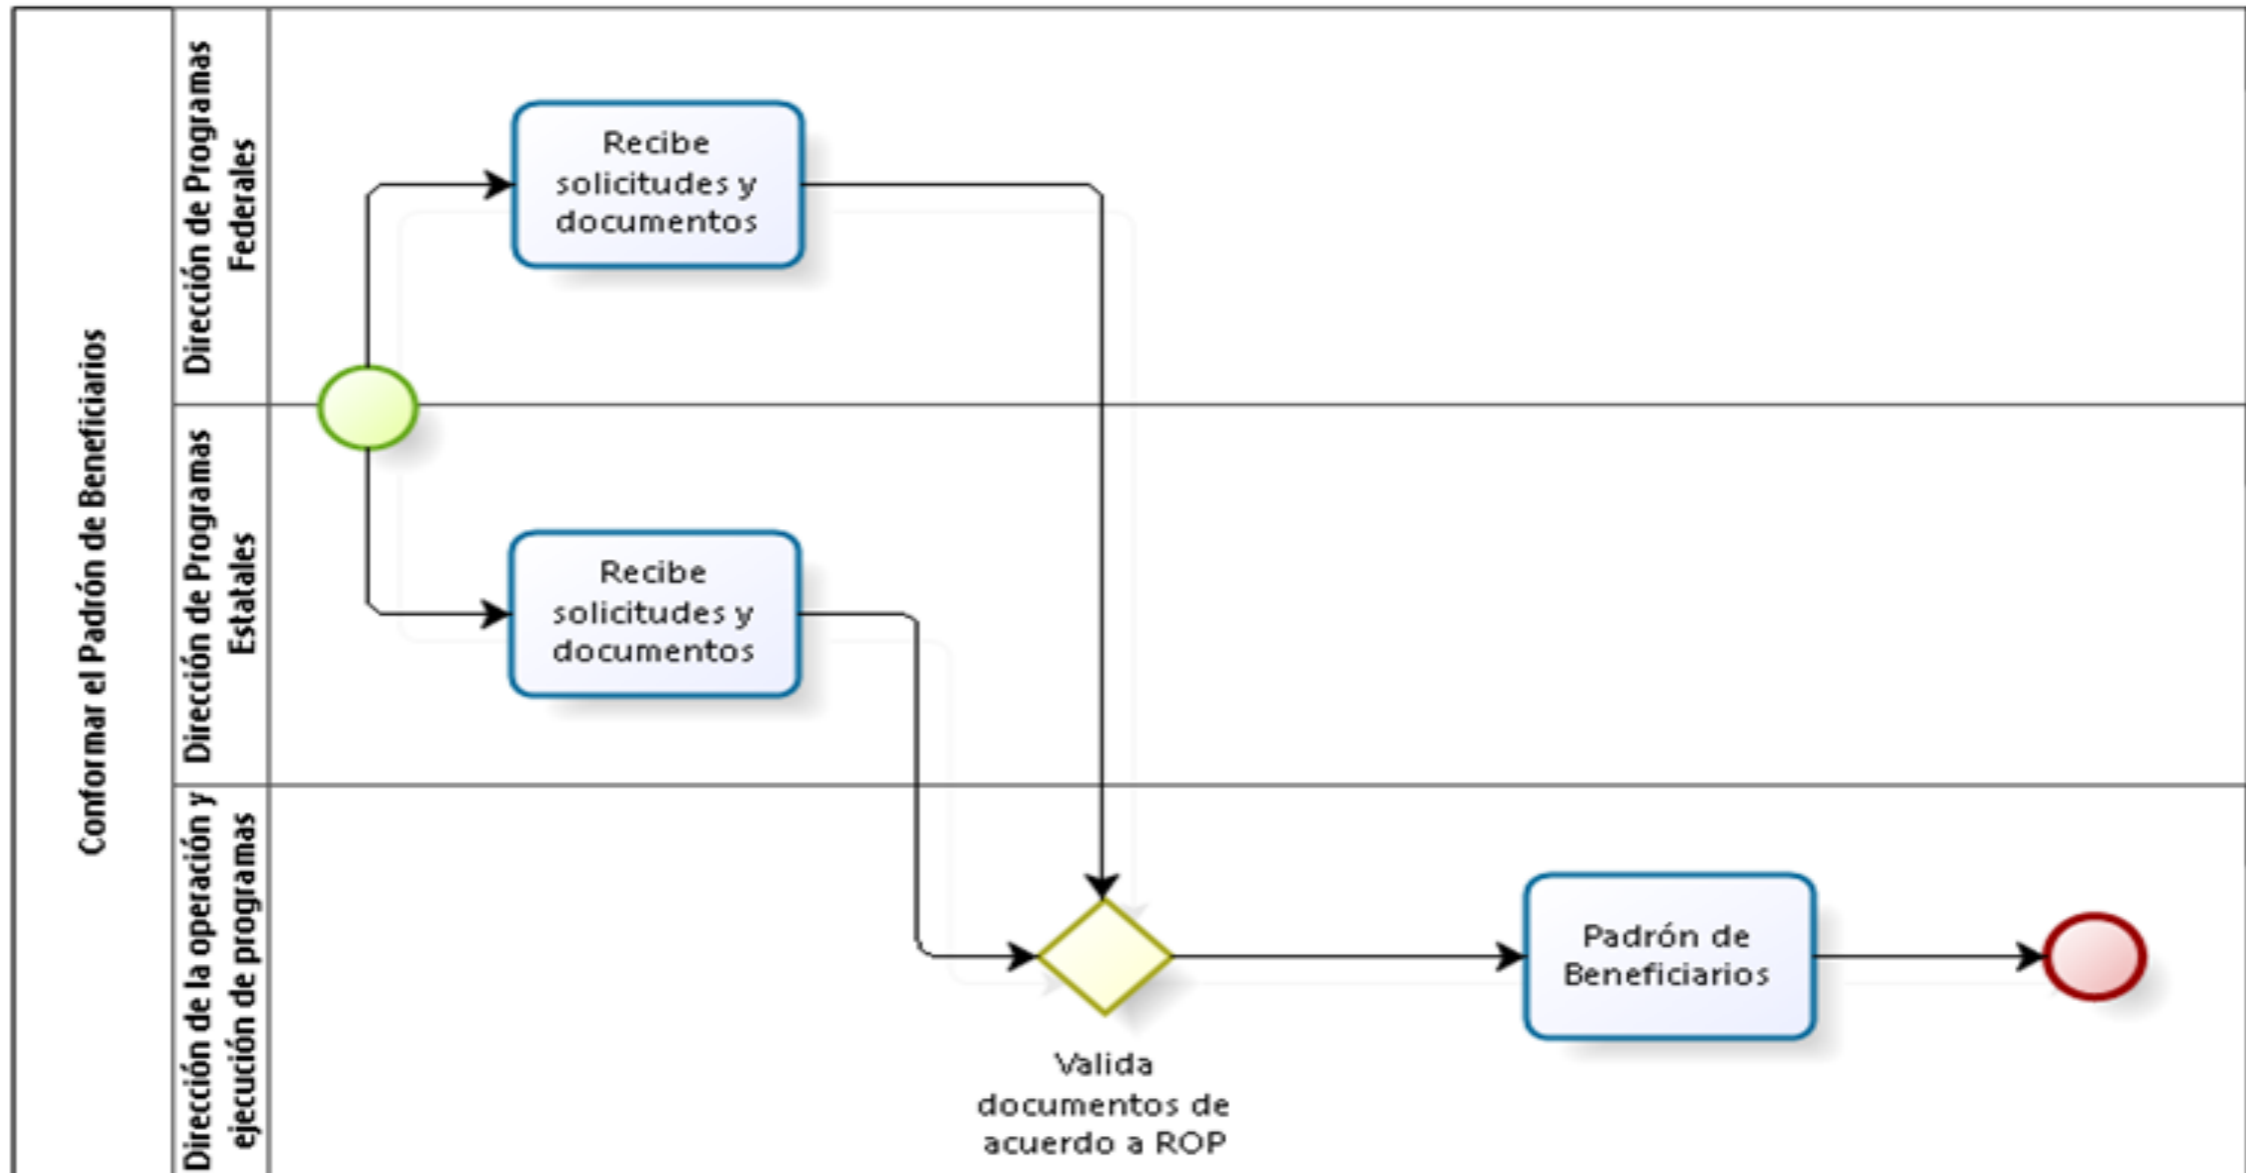 Conformar el Padrón de Beneficiarios
Dirección de Programas
Federales
Recibe
solicitudes y
documentos
Dirección de Programas
Estatales
Recibe
solicitudes y
documentos
Dirección de la operación y
ejecución de programas
Valida
documentos de
acuerdo a ROP
Padrón de
Beneficiarios